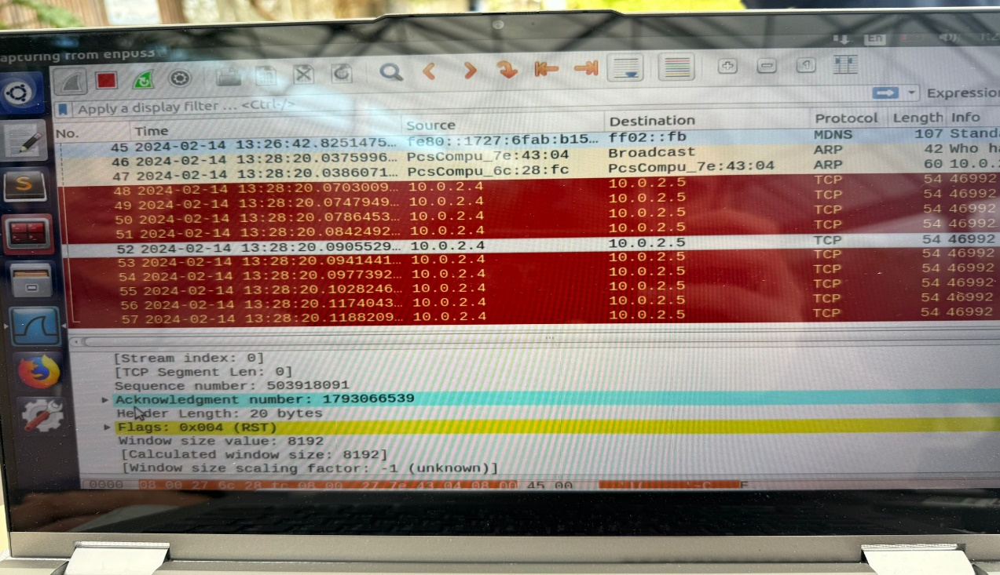 apturing from enp0s3
En
Apply a display filter ... <Ctrl-/>
Expressio
No. Time Source Destination Protocol Length Info
45 2024-02-14 13:26:42.8251475… fe80::1727:6fab:b15… ff02::fb MDNS 107 Standa
46 2024-02-14 13:28:20.0375996… PcsCompu_7e:43:04 Broadcast ARP 42 Who ha
47 2024-02-14 13:28:20.0386071… PcsCompu_6c:28:fc PcsCompu_7e:43:04 ARP 60 10.0.
48 2024-02-14 13:28:20.0703009… 10.0.2.4 10.0.2.5 TCP 54 46992
49 2024-02-14 13:28:20.0747949… 10.0.2.4 10.0.2.5 TCP 54 46992
50 2024-02-14 13:28:20.0786453… 10.0.2.4 10.0.2.5 TCP 54 46992
51 2024-02-14 13:28:20.0842492… 10.0.2.4 10.0.2.5 TCP 54 46992
52 2024-02-14 13:28:20.0905529… 10.0.2.4 10.0.2.5 TCP 54 46992
53 2024-02-14 13:28:20.0941441… 10.0.2.4 10.0.2.5 TCP 54 46992
54 2024-02-14 13:28:20.0977392… 10.0.2.4 10.0.2.5 TCP 54 46992
55 2024-02-14 13:28:20.1028246… 10.0.2.4 10.0.2.5 TCP 54 46992
56 2024-02-14 13:28:20.1174043… 10.0.2.4 10.0.2.5 TCP 54 46992
57 2024-02-14 13:28:20.1188209… 10.0.2.4 10.0.2.5 TCP 54 46992
[Stream index: 0]
[TCP Segment Len: 0]
Sequence number: 503918091
Acknowledgment number: 1793066539
Header Length: 20 bytes
Flags: 0x004 (RST)
Window size value: 8192
[Calculated window size: 8192]
[Window size scaling factor: -1 (unknown)]
0000 08 00 27 6c 28 fc 08 00 27 7e 43 04 08 00 45 00